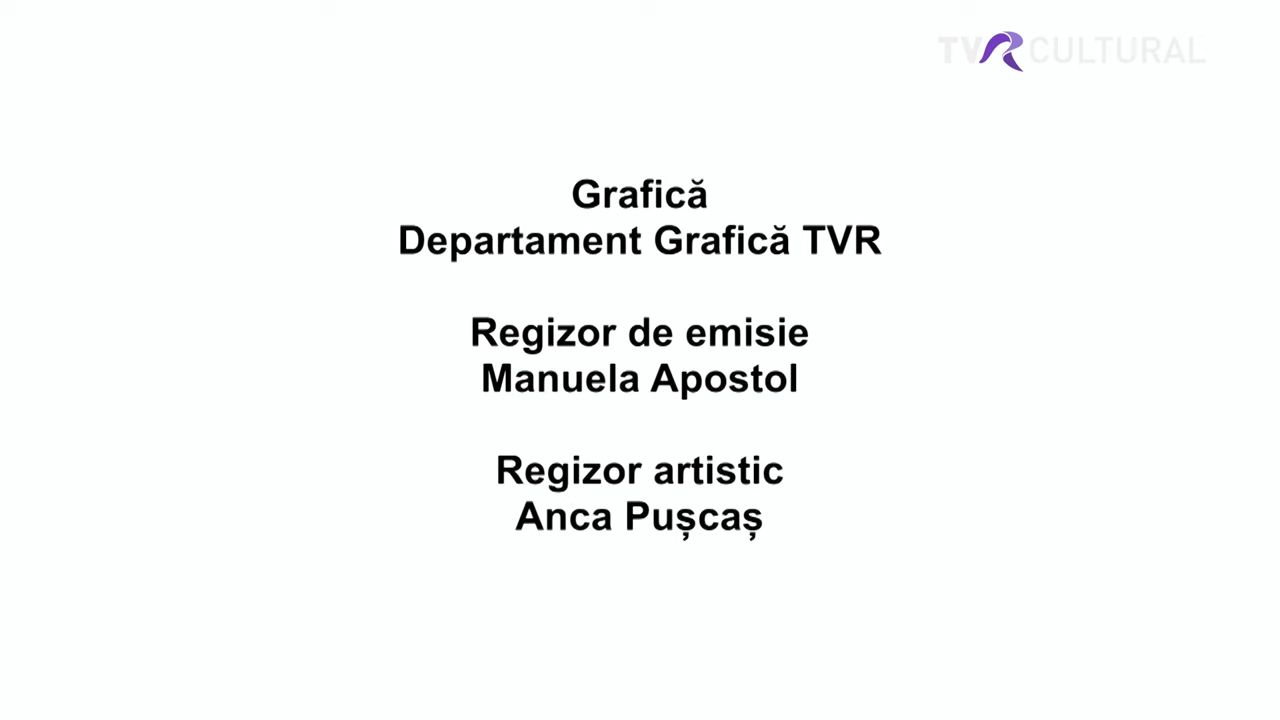 TVR CULTURAL
Grafică
Departament Grafică TVR
Regizor de emisie
Manuela Apostol
Regizor artistic
Anca Pușcaș